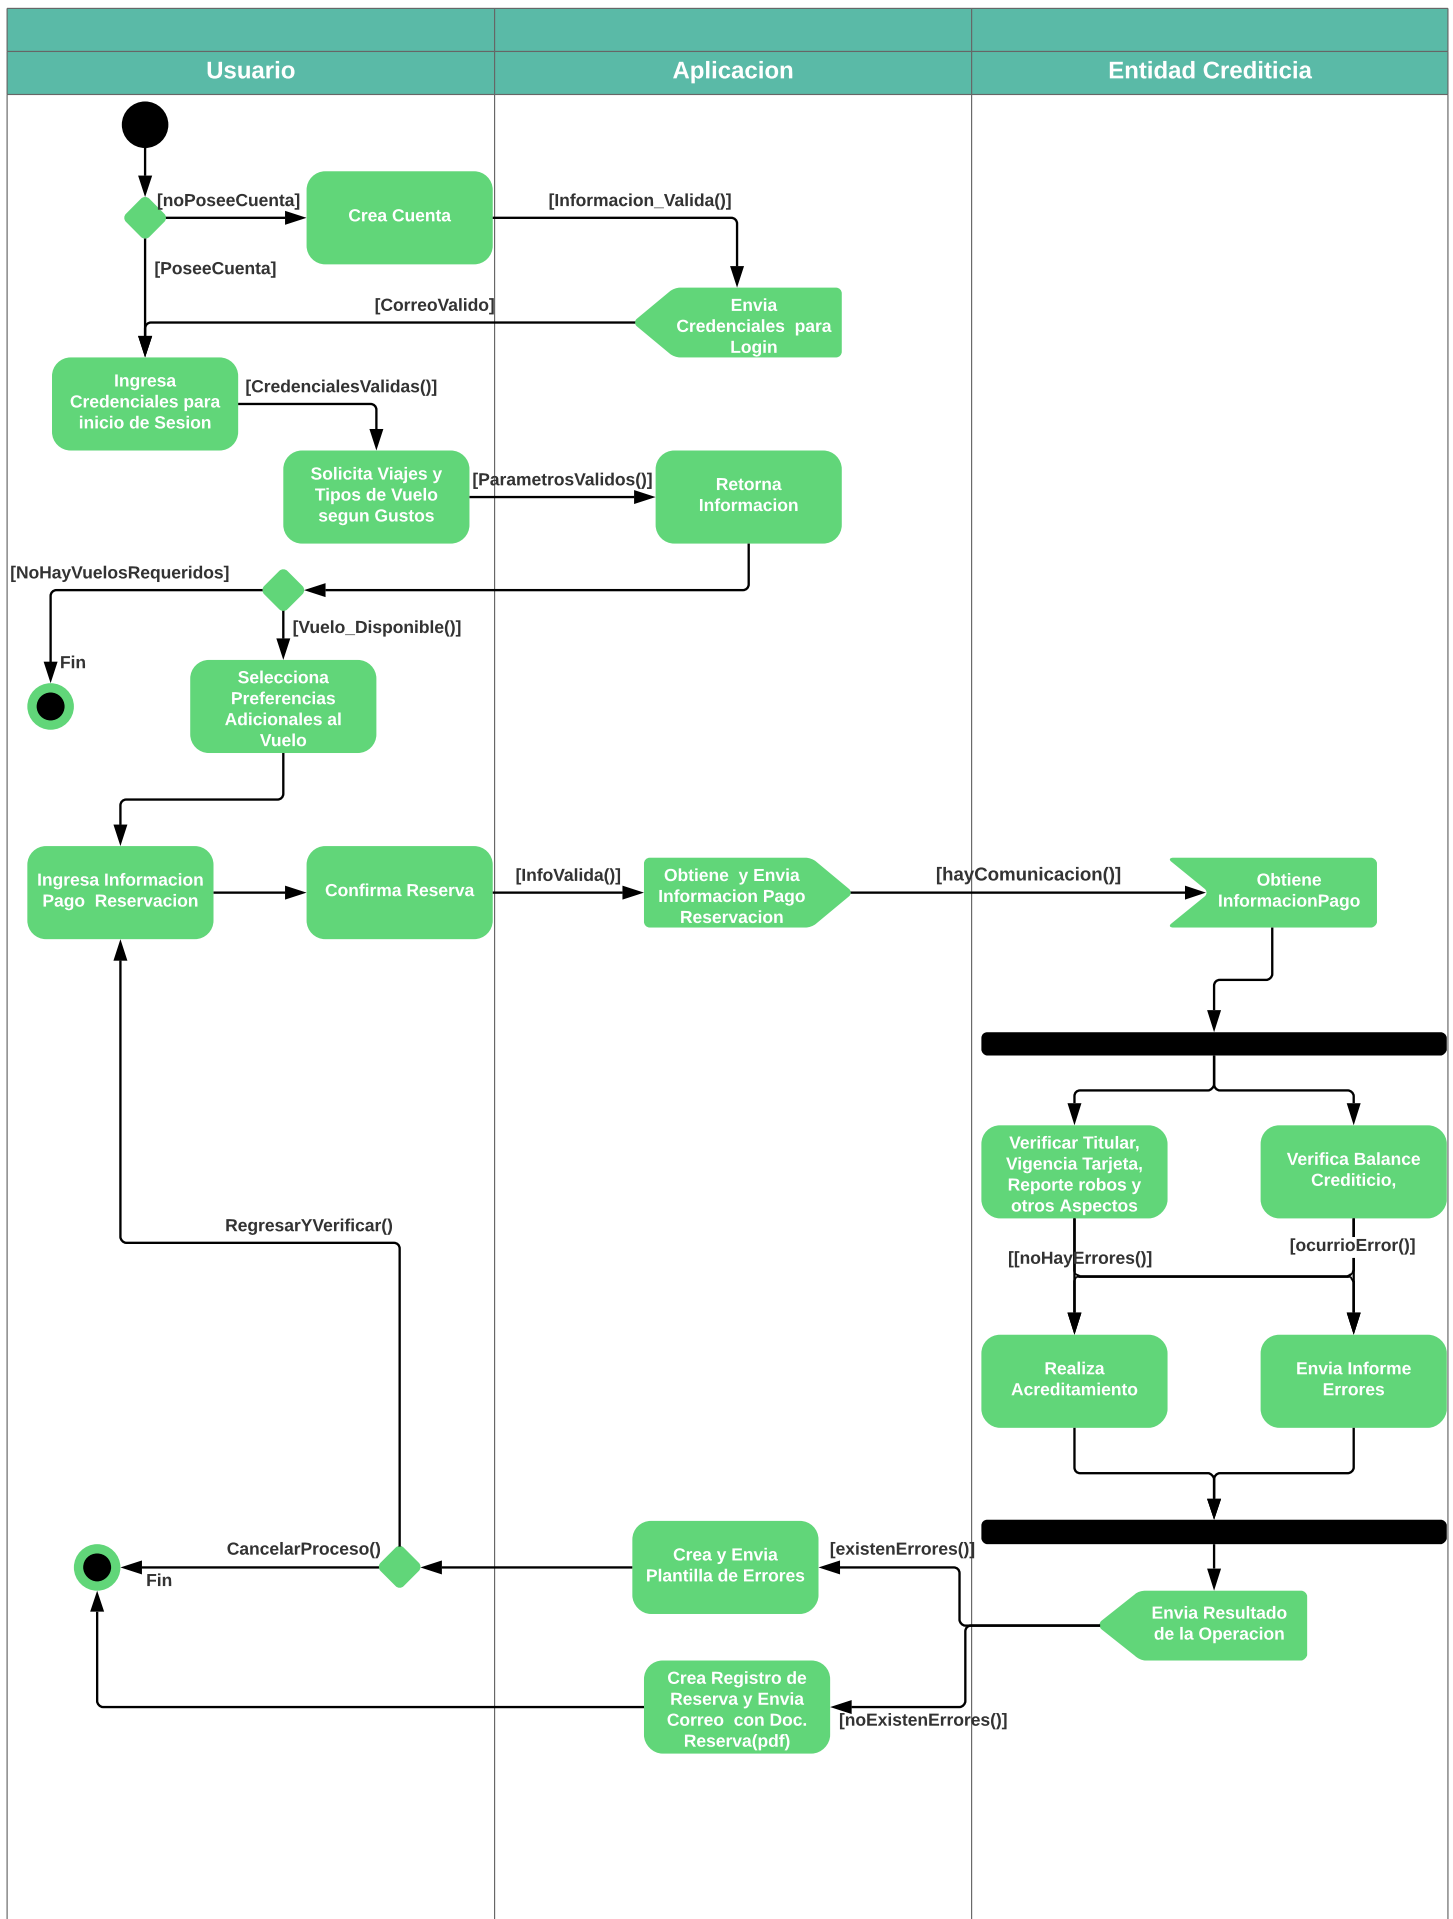 Usuario
Aplicacion
Entidad Crediticia
[noPoseeCuenta]
Crea Cuenta
[Informacion_Valida()]
[PoseeCuenta]
[CorreoValido]
Envia
Credenciales  para
Login
Ingresa
Credenciales para
inicio de Sesion
[CredencialesValidas()]
Solicita Viajes y
Tipos de Vuelo
segun Gustos
[ParametrosValidos()]
Retorna
Informacion
[NoHayVuelosRequeridos]
[Vuelo_Disponible()]
Fin
Selecciona
Preferencias
Adicionales al
Vuelo
Ingresa Informacion
Pago  Reservacion
Confirma Reserva
[InfoValida()]
Obtiene  y Envia
Informacion Pago
Reservacion
[hayComunicacion()]
Obtiene
InformacionPago
Verificar Titular,
Vigencia Tarjeta,
Reporte robos y
otros Aspectos
Verifica Balance
Crediticio,
RegresarYVerificar()
[[noHayErrores()]
[ocurrioError()]
Realiza
Acreditamiento
Envia Informe
Errores
CancelarProceso()
Fin
Crea y Envia
Plantilla de Errores
[existenErrores()]
Envia Resultado
de la Operacion
Crea Registro de
Reserva y Envia
Correo  con Doc.
Reserva(pdf)
[noExistenErrores()]